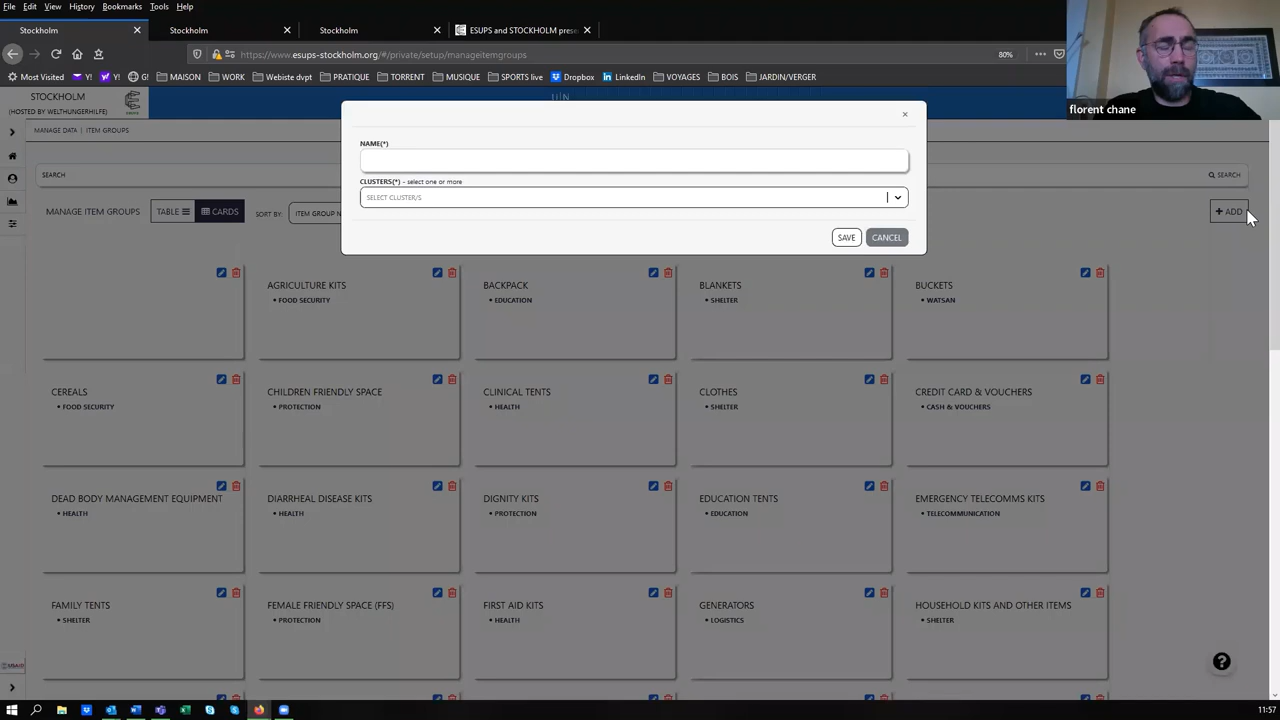 File Edit View History Bookmarks Tools Help
Stockholm Stockholm Stockholm ESUPS and STOCKHOLM prese
https://www.esups-stockholm.org/#/private/setup/manageitemgroups 80%
Most Visited Y! Y! G! MAISON WORK Webiste dvpt PRATIQUE TORRENT MUSIQUE SPORTS live Dropbox LinkedIn VOYAGES BOIS JARDIN/VERGER
florent chane
STOCKHOLM
(HOSTED BY WELTHUNGERHILFE)
MANAGE DATA | ITEM GROUPS
NAME(*)
CLUSTERS(*) - select one or more
SELECT CLUSTER/S
SAVE CANCEL
SEARCH SEARCH
MANAGE ITEM GROUPS TABLE CARDS SORT BY: ITEM GROUP N + ADD
AGRICULTURE KITS BACKPACK BLANKETS BUCKETS
• FOOD SECURITY • EDUCATION • SHELTER • WATSAN
CEREALS CHILDREN FRIENDLY SPACE CLINICAL TENTS CLOTHES CREDIT CARD & VOUCHERS
• FOOD SECURITY • PROTECTION • HEALTH • SHELTER • CASH & VOUCHERS
DEAD BODY MANAGEMENT EQUIPMENT DIARRHEAL DISEASE KITS DIGNITY KITS EDUCATION TENTS EMERGENCY TELECOMMS KITS
• HEALTH • HEALTH • PROTECTION • EDUCATION • TELECOMMUNICATION
FAMILY TENTS FEMALE FRIENDLY SPACE (FFS) FIRST AID KITS GENERATORS HOUSEHOLD KITS AND OTHER ITEMS
• SHELTER • PROTECTION • HEALTH • LOGISTICS • SHELTER
USAID
11:57